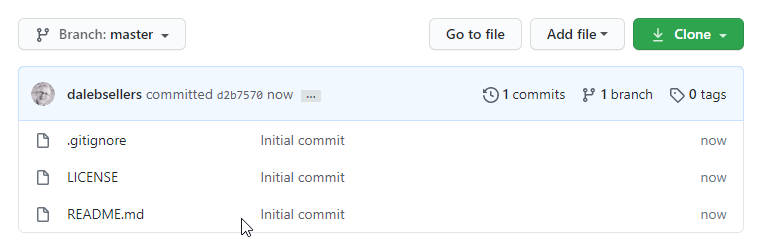 Branch: master Go to file Add file Clone
dalebsellers committed d2b7570 now ... 1 commits 1 branch 0 tags
.gitignore Initial commit now
LICENSE Initial commit now
README.md Initial commit now